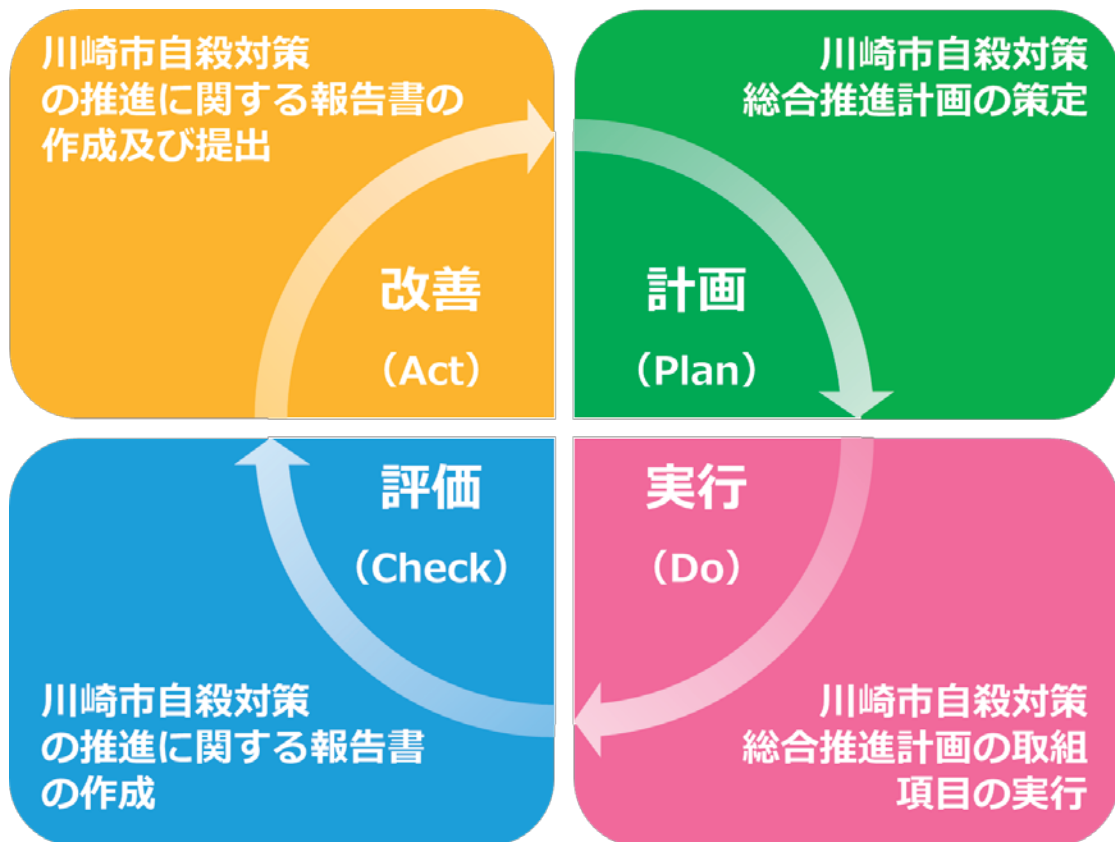 川崎市自殺対策
の推進に関する報告書の
作成及び提出
改善
（Act）
川崎市自殺対策
総合推進計画の策定
計画
（Plan）
評価
（Check）
川崎市自殺対策
の推進に関する報告書
の作成
実行
（Do）
川崎市自殺対策
総合推進計画の取組
項目の実行